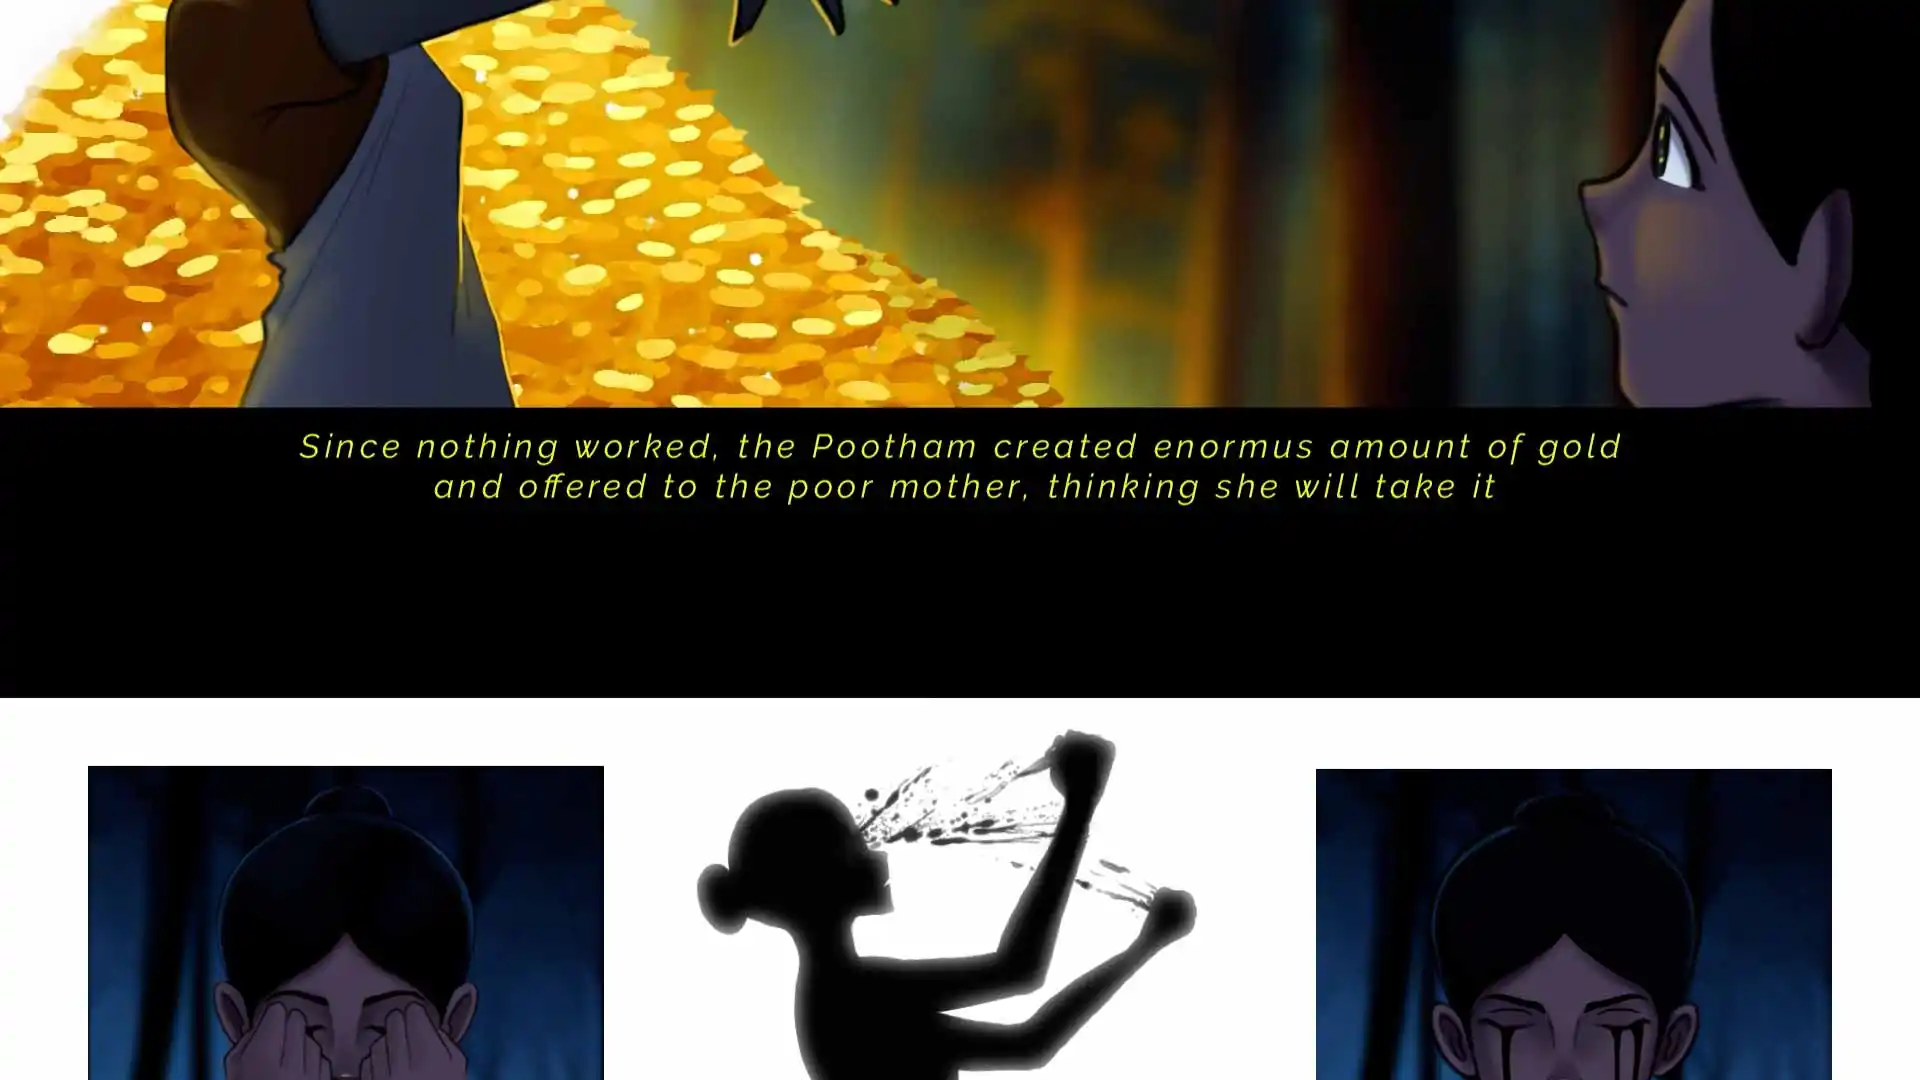 Since nothing worked, the Pootham created enormus amount of gold
and offered to the poor mother, thinking she will take it